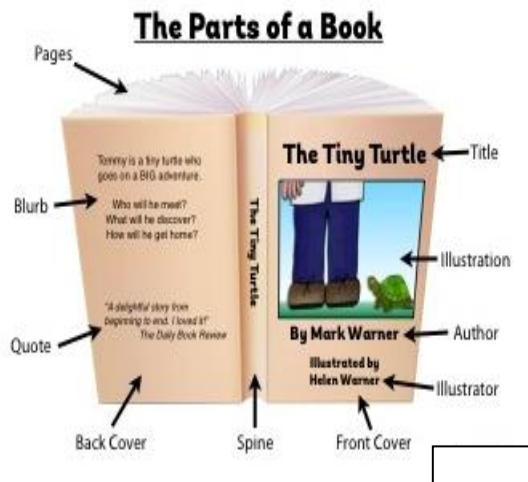 The Parts of a Book
Pages
Blurb
Quote
Back Cover
Tommy is a tiny turtle who
goes on a BIG adventure.
Who will he meet?
What will he discover?
How will he get home?
"A delightful story from
beginning to end. I loved it!"
The Daily Book Review
The Tiny Turtle
Spine
The Tiny Turtle
By Mark Warner
Illustrated by
Helen Warner
Title
Illustration
Author
Illustrator
Front Cover